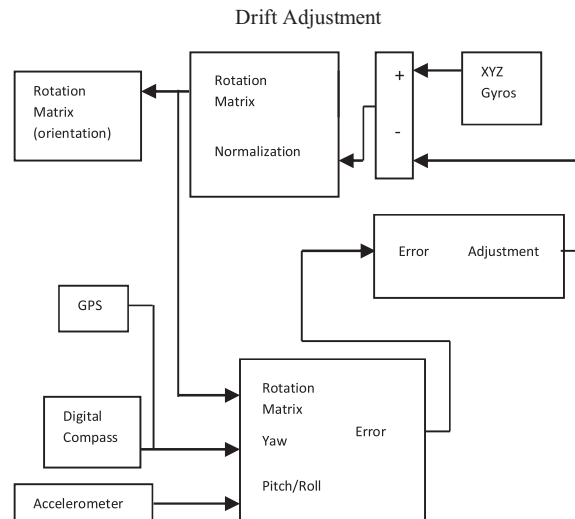 Drift Adjustment
Rotation
Matrix
(orientation)
Rotation
Matrix
Normalization
+
-
XYZ
Gyros
Error Adjustment
GPS
Digital
Compass
Accelerometer
Rotation
Matrix
Yaw
Error
Pitch/Roll